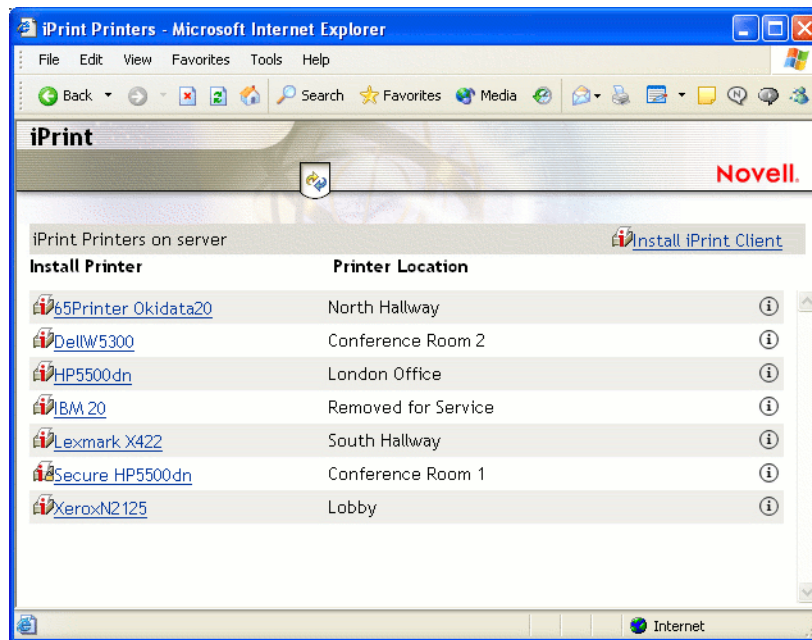 iPrint Printers - Microsoft Internet Explorer
File Edit View Favorites Tools Help
Back Search Favorites Media
iPrint
Novell.
iPrint Printers on server Install iPrint Client
Install Printer Printer Location
65Printer Okidata20 North Hallway
DellW5300 Conference Room 2
HP5500dn London Office
IBM 20 Removed for Service
Lexmark X422 South Hallway
Secure HP5500dn Conference Room 1
XeroxN2125 Lobby
Internet